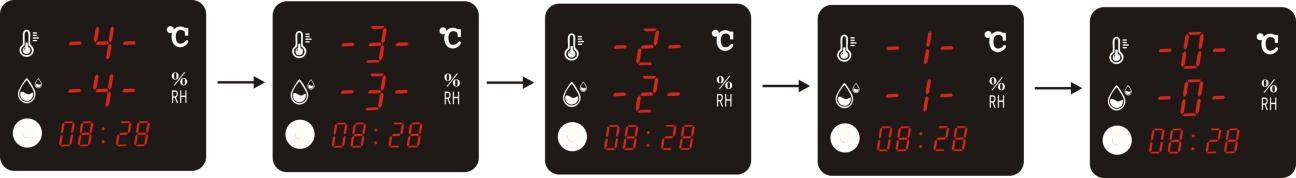 -4- °C
-4- % RH
08:28
-3- °C
-3- % RH
08:28
-2- °C
-2- % RH
08:28
-1- °C
-1- % RH
08:28
-0- °C
-0- % RH
08:28